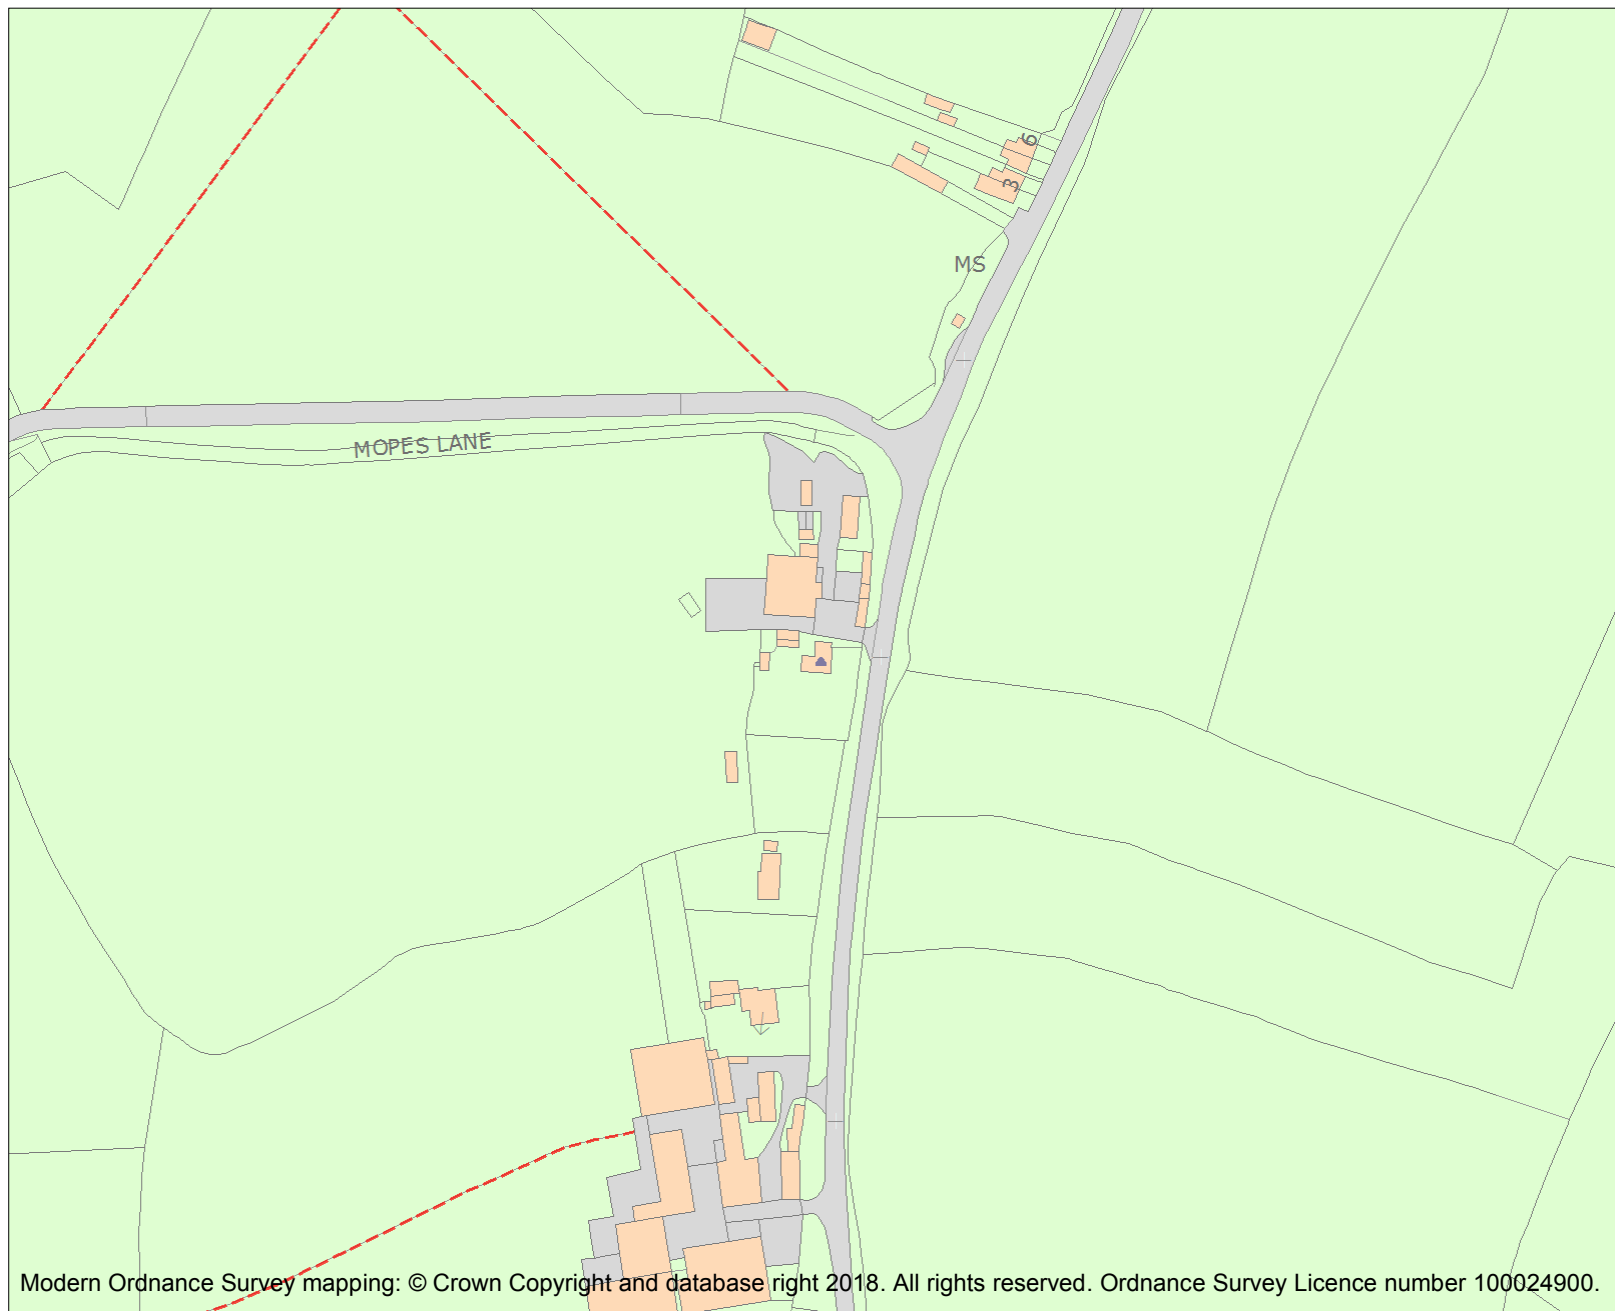 6
3
MS
MOPES LANE
Modern Ordnance Survey mapping: © Crown Copyright and database right 2018. All rights reserved. Ordnance Survey Licence number 100024900.